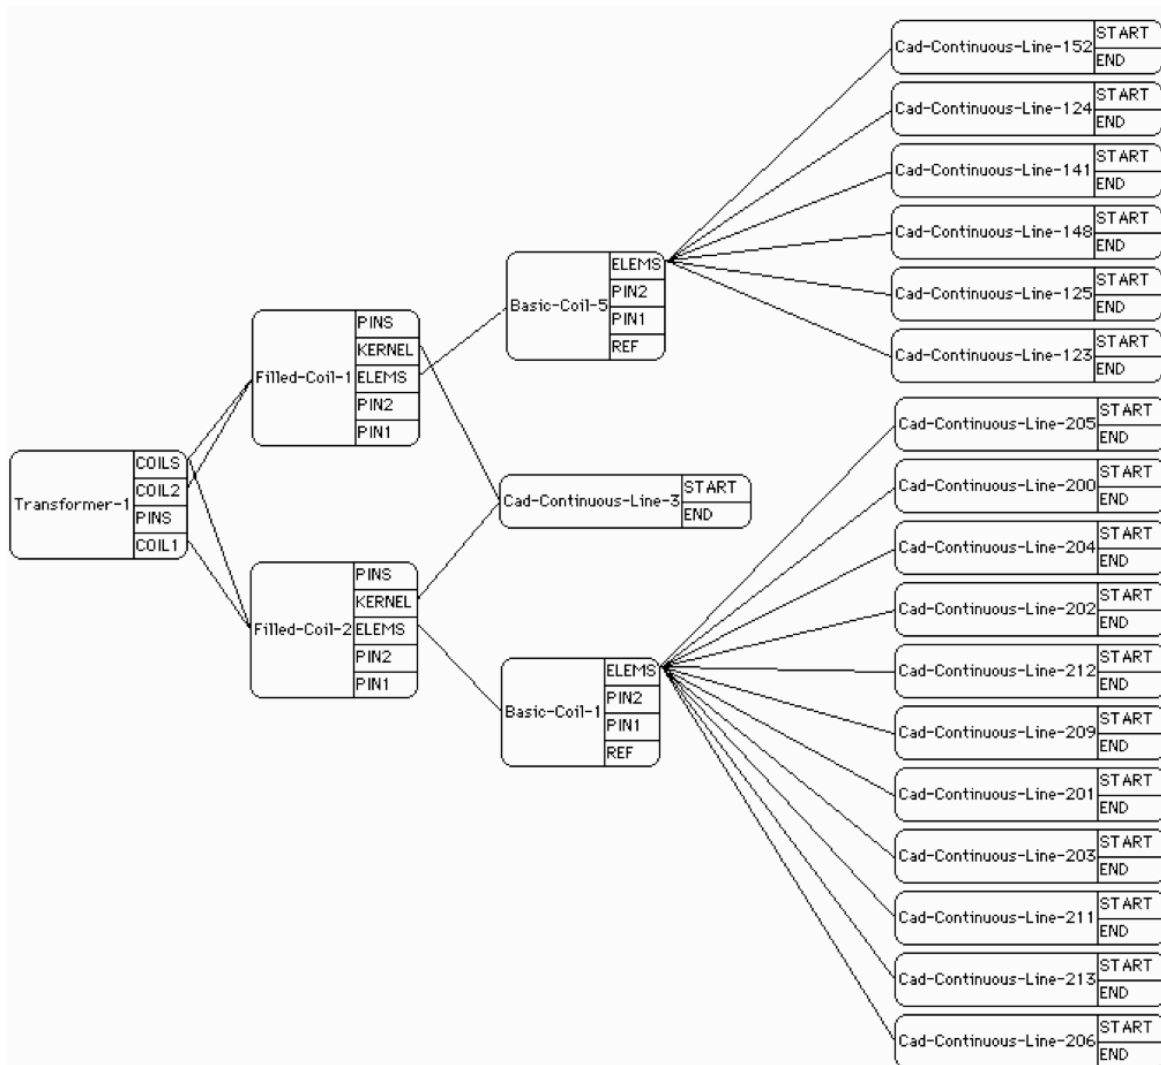 Transformer-1
COILS
COIL2
PINS
COIL1
Filled-Coil-1
PINS
KERNEL
ELEMS
PIN2
PIN1
Filled-Coil-2
PINS
KERNEL
ELEMS
PIN2
PIN1
Basic-Coil-5
ELEMS
PIN2
PIN1
REF
Cad-Continuous-Line-3
START
END
Basic-Coil-1
ELEMS
PIN2
PIN1
REF
Cad-Continuous-Line-152
START
END
Cad-Continuous-Line-124
START
END
Cad-Continuous-Line-141
START
END
Cad-Continuous-Line-148
START
END
Cad-Continuous-Line-125
START
END
Cad-Continuous-Line-123
START
END
Cad-Continuous-Line-205
START
END
Cad-Continuous-Line-200
START
END
Cad-Continuous-Line-204
START
END
Cad-Continuous-Line-202
START
END
Cad-Continuous-Line-212
START
END
Cad-Continuous-Line-209
START
END
Cad-Continuous-Line-201
START
END
Cad-Continuous-Line-203
START
END
Cad-Continuous-Line-211
START
END
Cad-Continuous-Line-213
START
END
Cad-Continuous-Line-206
START
END